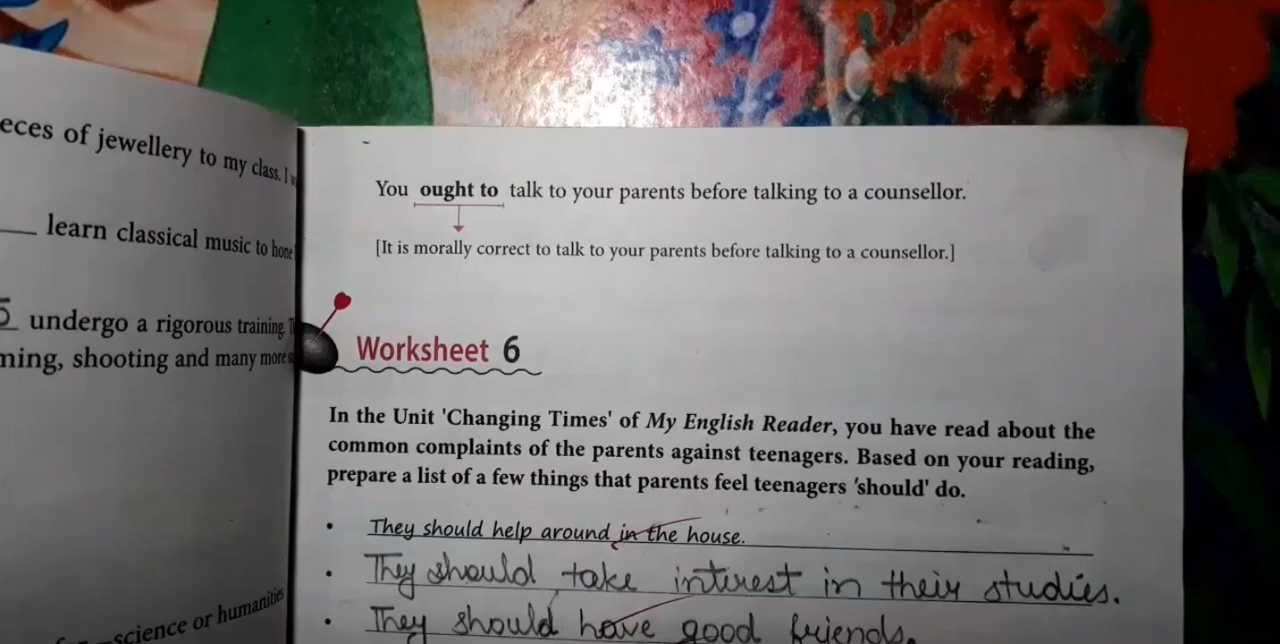 eces of jewellery to my class. I
learn classical music to hone
undergo a rigorous training.
ning, shooting and many more
science or humanities
You ought to talk to your parents before talking to a counsellor.
[It is morally correct to talk to your parents before talking to a counsellor.]
Worksheet 6
In the Unit 'Changing Times' of My English Reader, you have read about the
common complaints of the parents against teenagers. Based on your reading,
prepare a list of a few things that parents feel teenagers 'should' do.
• They should help around in the house.
• They should take interest in their studies.
• They should have good friends.